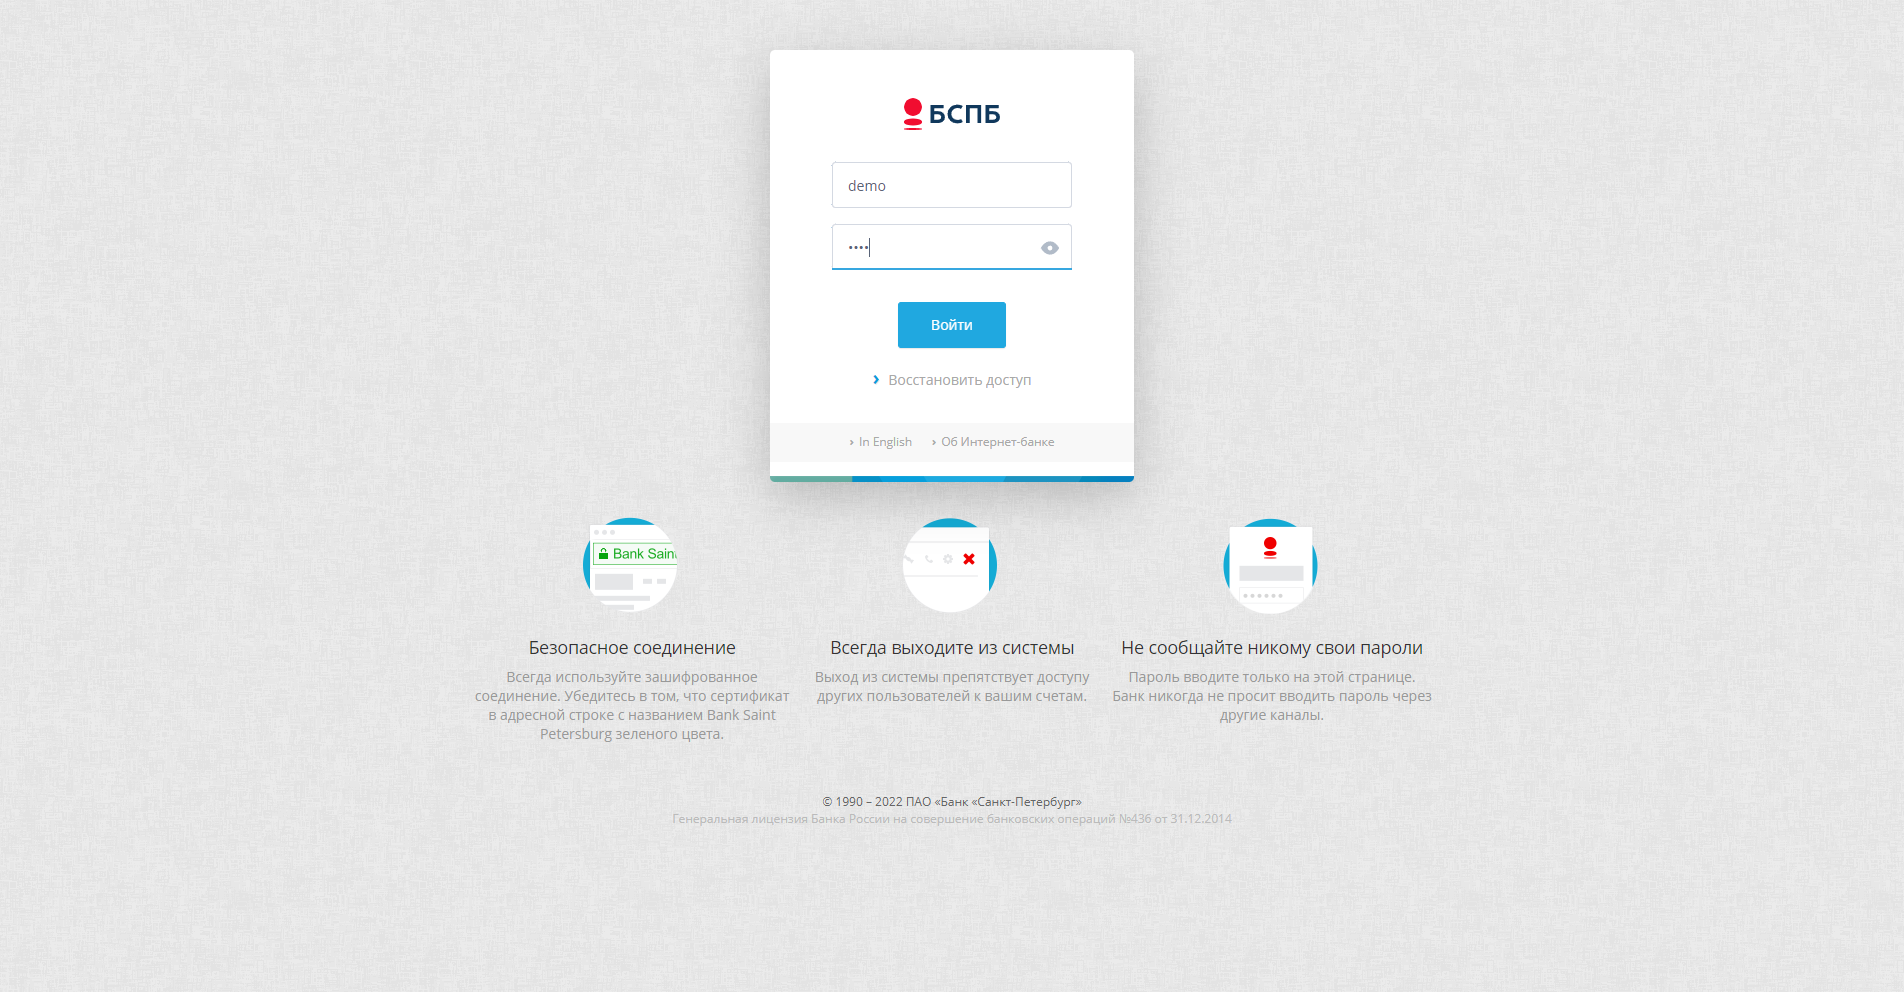 БСПБ
demo
••••
Войти
› Восстановить доступ
› In English › Об Интернет-банке
Bank Sain
Безопасное соединение
Всегда используйте зашифрованное
соединение. Убедитесь в том, что сертификат
в адресной строке с названием Bank Saint
Petersburg зеленого цвета.
Всегда выходите из системы
Выход из системы препятствует доступу
других пользователей к вашим счетам.
Не сообщайте никому свои пароли
Пароль вводите только на этой странице.
Банк никогда не просит вводить пароль через
другие каналы.
© 1990 – 2022 ПАО «Банк «Санкт-Петербург»
Генеральная лицензия Банка России на совершение банковских операций №436 от 31.12.2014